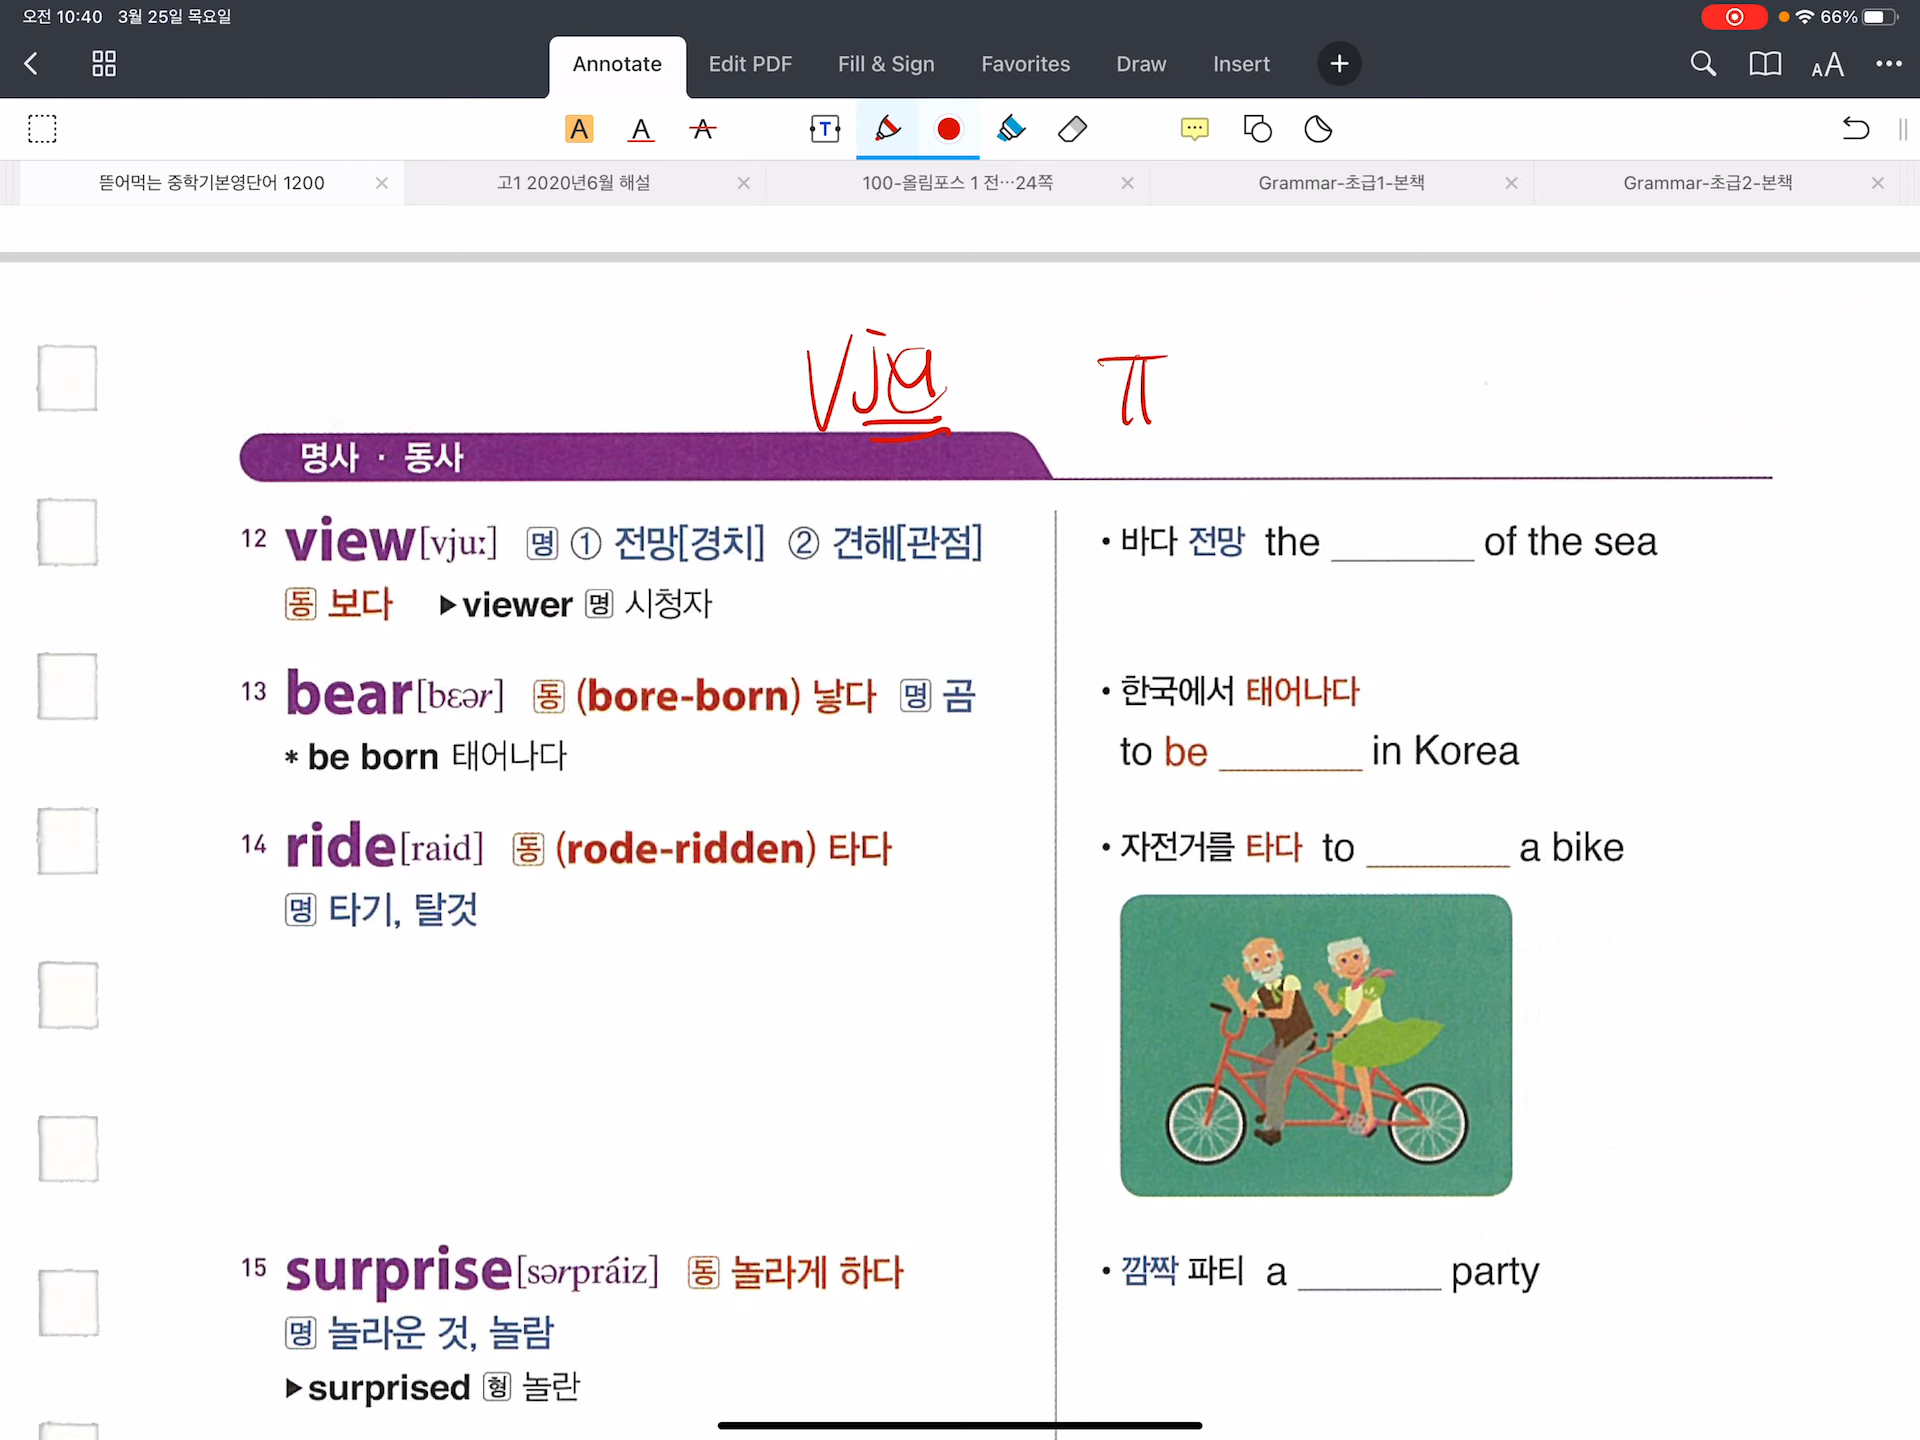 오전 10:40 3월 25일 목요일 66%
Annotate Edit PDF Fill & Sign Favorites Draw Insert
뜯어먹는 중학기본영단어 1200 고1 2020년6월 해설 100-올림포스 1 전…24쪽 Grammar-초급1-본책 Grammar-초급2-본책
vju ㅠ
명사 · 동사
12 view[vju:] 명 ① 전망[경치] ② 견해[관점]
동 보다 ▶viewer 명 시청자
• 바다 전망 the ________ of the sea
13 bear[bɛər] 동 (bore-born) 낳다 명 곰
* be born 태어나다
• 한국에서 태어나다
to be ________ in Korea
14 ride[raid] 동 (rode-ridden) 타다
명 타기, 탈것
• 자전거를 타다 to ________ a bike
15 surprise[sərpráiz] 동 놀라게 하다
명 놀라운 것, 놀람
▶surprised 형 놀란
• 깜짝 파티 a ________ party